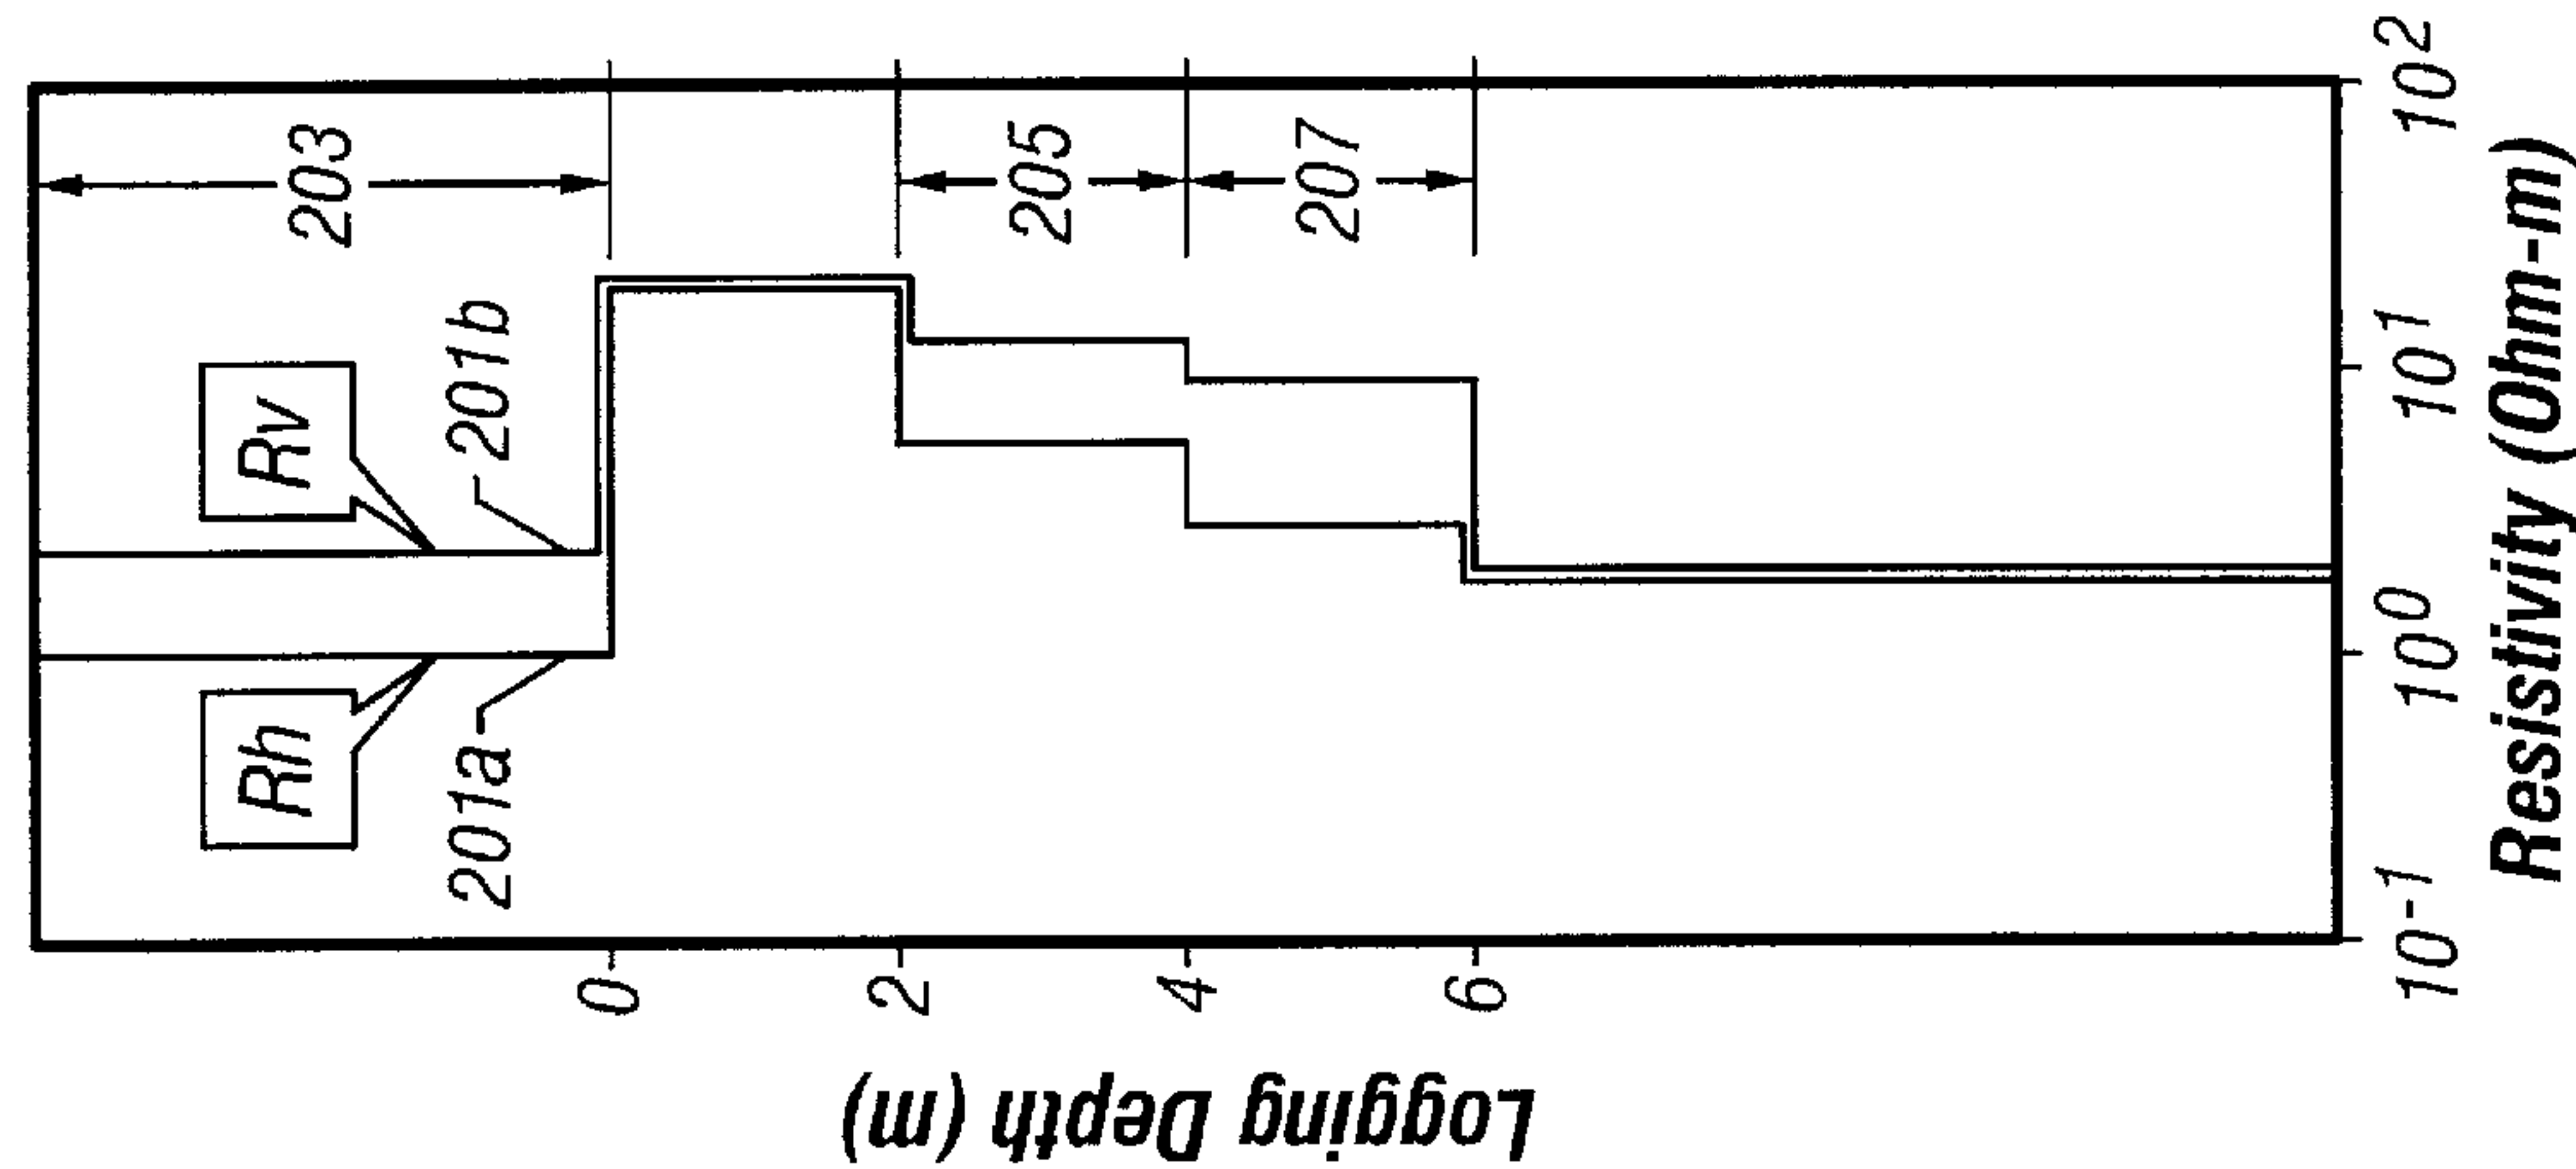 203
205
207
Rv
Rh
201b
201a
0
2
4
6
Logging Depth (m)
10-1
100
101
102
Resistivity (Ohm-m)